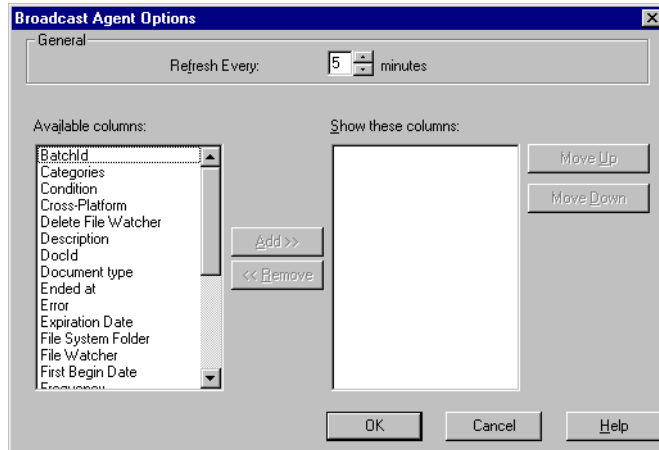 Broadcast Agent Options
General
Refresh Every: 5 minutes
Available columns:
BatchId
Categories
Condition
Cross-Platform
Delete File Watcher
Description
DocId
Document type
Ended at
Error
Expiration Date
File System Folder
File Watcher
First Begin Date
Frequency
Add >>
<< Remove
Show these columns:
Move Up
Move Down
OK Cancel Help